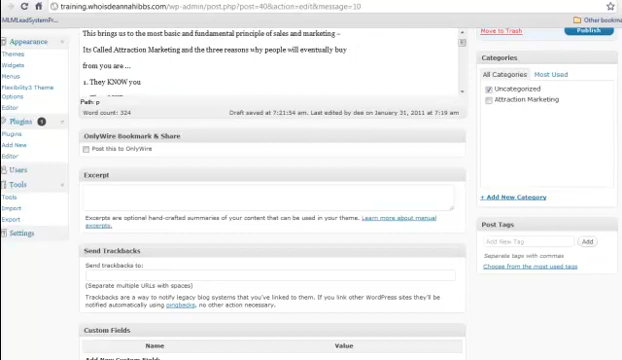 training.whoisdeannahibbs.com/wp-admin/post.php?post=40&action=edit&message=10
MLMLeadSystemPr...
Other bookma
Appearance
Themes
Widgets
Menus
Flexibility3 Theme
Options
Editor
Plugins
Plugins
Add New
Editor
Users
Tools
Tools
Import
Export
Settings
This brings us to the most basic and fundamental principle of sales and marketing –
Its Called Attraction Marketing and the three reasons why people will eventually buy
from you are ...
1. They KNOW you
Path: p
Word count: 324
Draft saved at 7:21:54 am. Last edited by dee on January 31, 2011 at 7:19 am
OnlyWire Bookmark & Share
Post this to OnlyWire
Excerpt
Excerpts are optional hand-crafted summaries of your content that can be used in your theme. Learn more about manual
excerpts.
Send Trackbacks
Send trackbacks to:
(Separate multiple URLs with spaces)
Trackbacks are a way to notify legacy blog systems that you've linked to them. If you link other WordPress sites they'll be
notified automatically using pingbacks, no other action necessary.
Custom Fields
Name Value
Add New Custom Field:
Move to Trash
Publish
Categories
All Categories Most Used
Uncategorized
Attraction Marketing
+ Add New Category
Post Tags
Add New Tag Add
Separate tags with commas
Choose from the most used tags